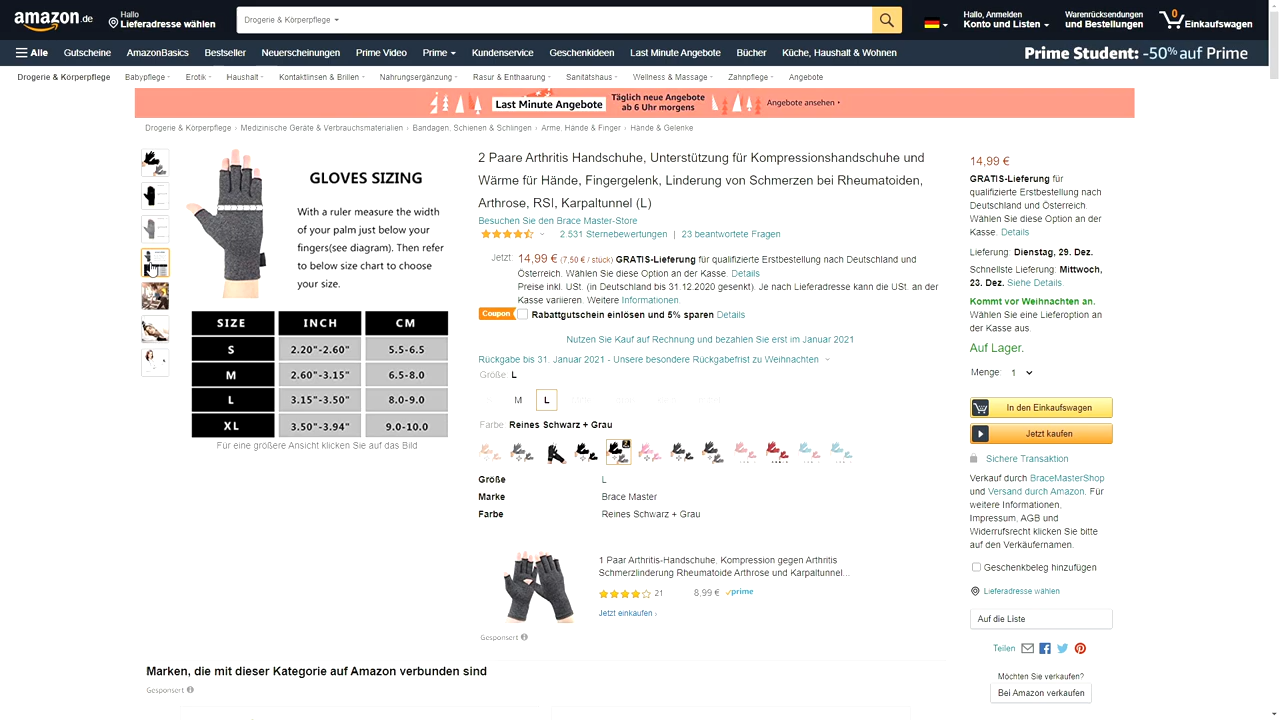 amazon.de
Hallo
Lieferadresse wählen
Drogerie & Körperpflege
Hallo, Anmelden
Konto und Listen
Warenrücksendungen
und Bestellungen
0
Einkaufswagen
Alle
Gutscheine
AmazonBasics
Bestseller
Neuerscheinungen
Prime Video
Prime
Kundenservice
Geschenkideen
Last Minute Angebote
Bücher
Küche, Haushalt & Wohnen
Prime Student: -50% auf Prime
Drogerie & Körperpflege
Babypflege
Erotik
Haushalt
Kontaktlinsen & Brillen
Nahrungsergänzung
Rasur & Enthaarung
Sanitätshaus
Wellness & Massage
Zahnpflege
Angebote
Last Minute Angebote
Täglich neue Angebote
ab 6 Uhr morgens
Angebote ansehen ›
Drogerie & Körperpflege › Medizinische Geräte & Verbrauchsmaterialien › Bandagen, Schienen & Schlingen › Arme, Hände & Finger › Hände & Gelenke
GLOVES SIZING
With a ruler measure the width
of your palm just below your
fingers(see diagram). Then refer
to below size chart to choose
your size.
SIZE INCH CM
S 2.20"-2.60" 5.5-6.5
M 2.60"-3.15" 6.5-8.0
L 3.15"-3.50" 8.0-9.0
XL 3.50"-3.94" 9.0-10.0
Für eine größere Ansicht klicken Sie auf das Bild
2 Paare Arthritis Handschuhe, Unterstützung für Kompressionshandschuhe und
Wärme für Hände, Fingergelenk, Linderung von Schmerzen bei Rheumatoiden,
Arthrose, RSI, Karpaltunnel (L)
Besuchen Sie den Brace Master-Store
2.531 Sternebewertungen | 23 beantwortete Fragen
Jetzt: 14,99 € (7,50 € / stück) GRATIS-Lieferung für qualifizierte Erstbestellung nach Deutschland und
Österreich. Wählen Sie diese Option an der Kasse. Details
Preise inkl. USt. (in Deutschland bis 31.12.2020 gesenkt). Je nach Lieferadresse kann die USt. an der
Kasse variieren. Weitere Informationen.
Coupon Rabattgutschein einlösen und 5% sparen Details
Nutzen Sie Kauf auf Rechnung und bezahlen Sie erst im Januar 2021
Rückgabe bis 31. Januar 2021 - Unsere besondere Rückgabefrist zu Weihnachten
Größe: L
M L
Farbe: Reines Schwarz + Grau
Größe L
Marke Brace Master
Farbe Reines Schwarz + Grau
1 Paar Arthritis-Handschuhe, Kompression gegen Arthritis
Schmerzlinderung Rheumatoide Arthrose und Karpaltunnel...
21 8,99 € prime
Jetzt einkaufen ›
Gesponsert
Marken, die mit dieser Kategorie auf Amazon verbunden sind
Gesponsert
14,99 €
GRATIS-Lieferung für
qualifizierte Erstbestellung nach
Deutschland und Österreich.
Wählen Sie diese Option an der
Kasse. Details
Lieferung: Dienstag, 29. Dez.
Schnellste Lieferung: Mittwoch,
23. Dez. Siehe Details.
Kommt vor Weihnachten an.
Wählen Sie eine Lieferoption an
der Kasse aus.
Auf Lager.
Menge: 1
In den Einkaufswagen
Jetzt kaufen
Sichere Transaktion
Verkauf durch BraceMasterShop
und Versand durch Amazon. Für
weitere Informationen,
Impressum, AGB und
Widerrufsrecht klicken Sie bitte
auf den Verkäufernamen.
Geschenkbeleg hinzufügen
Lieferadresse wählen
Auf die Liste
Teilen
Möchten Sie verkaufen?
Bei Amazon verkaufen